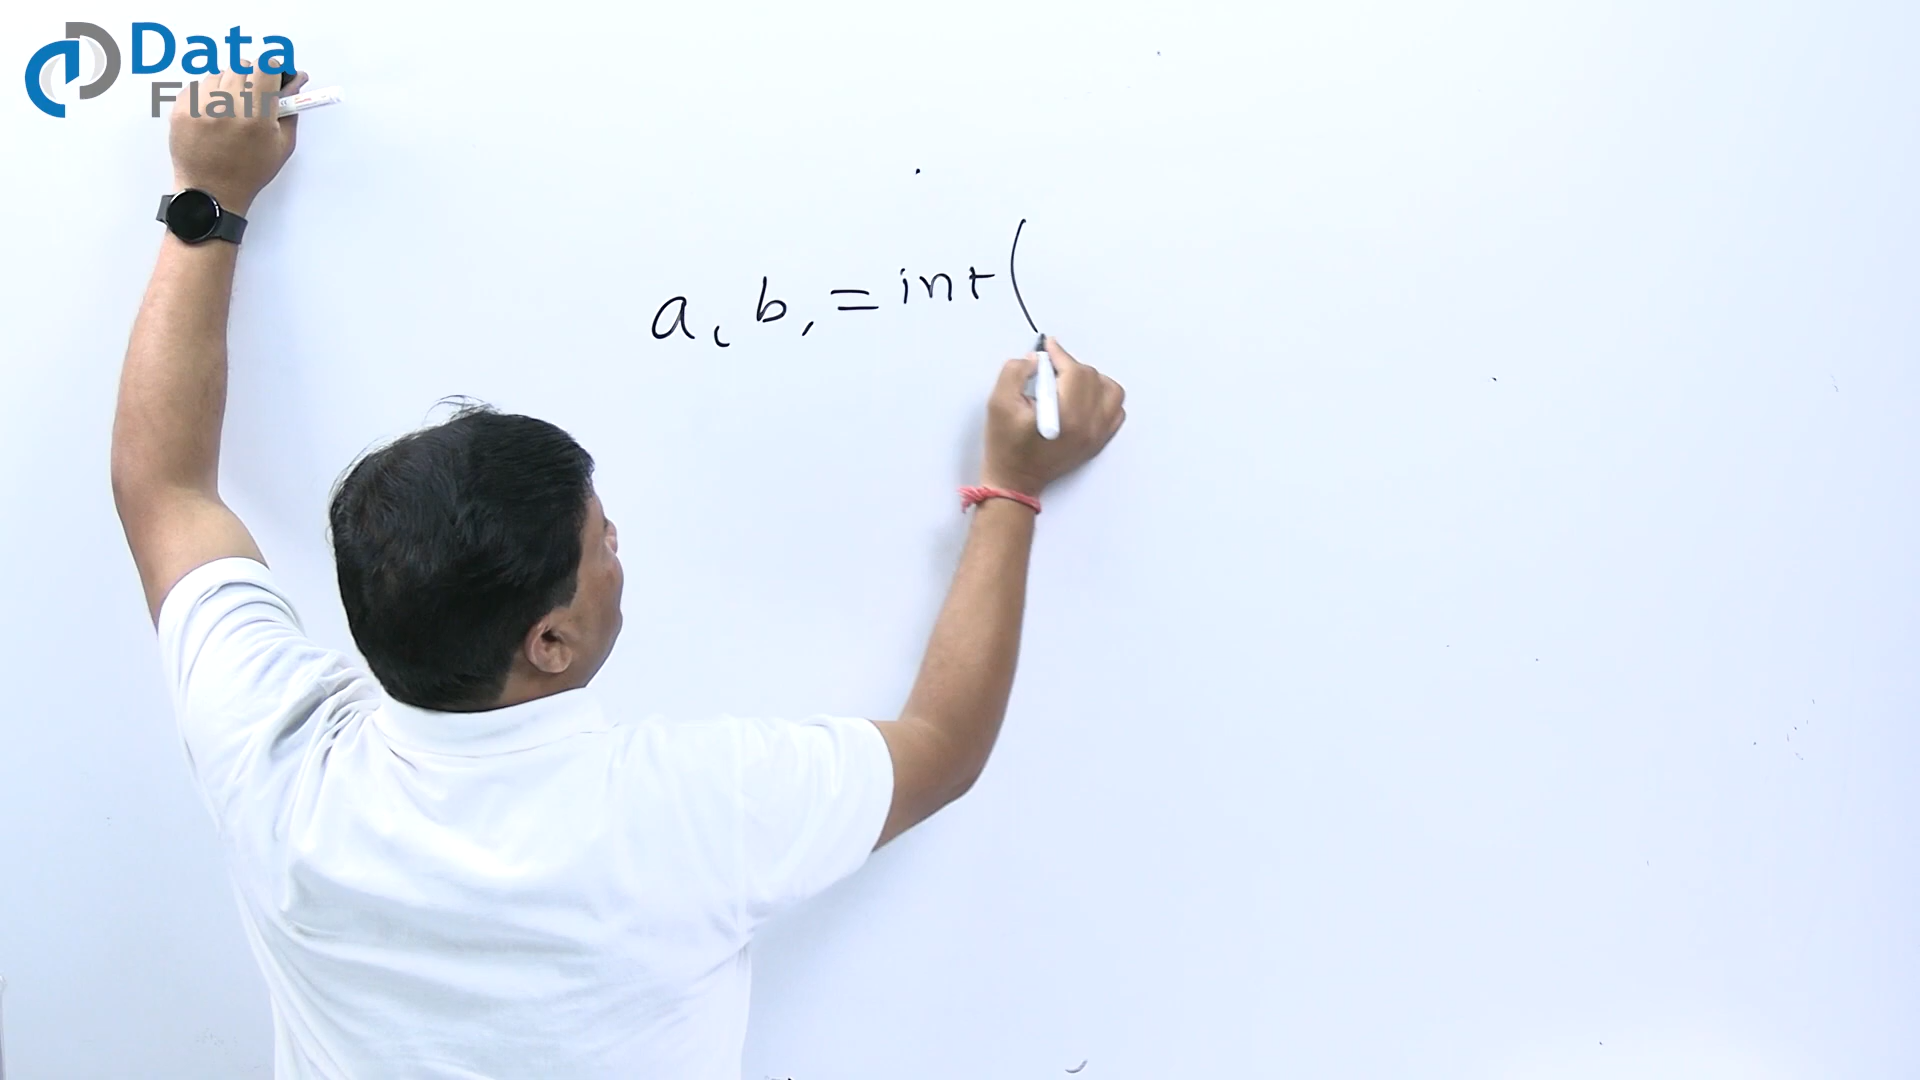 Data
Flair
a, b, = int (